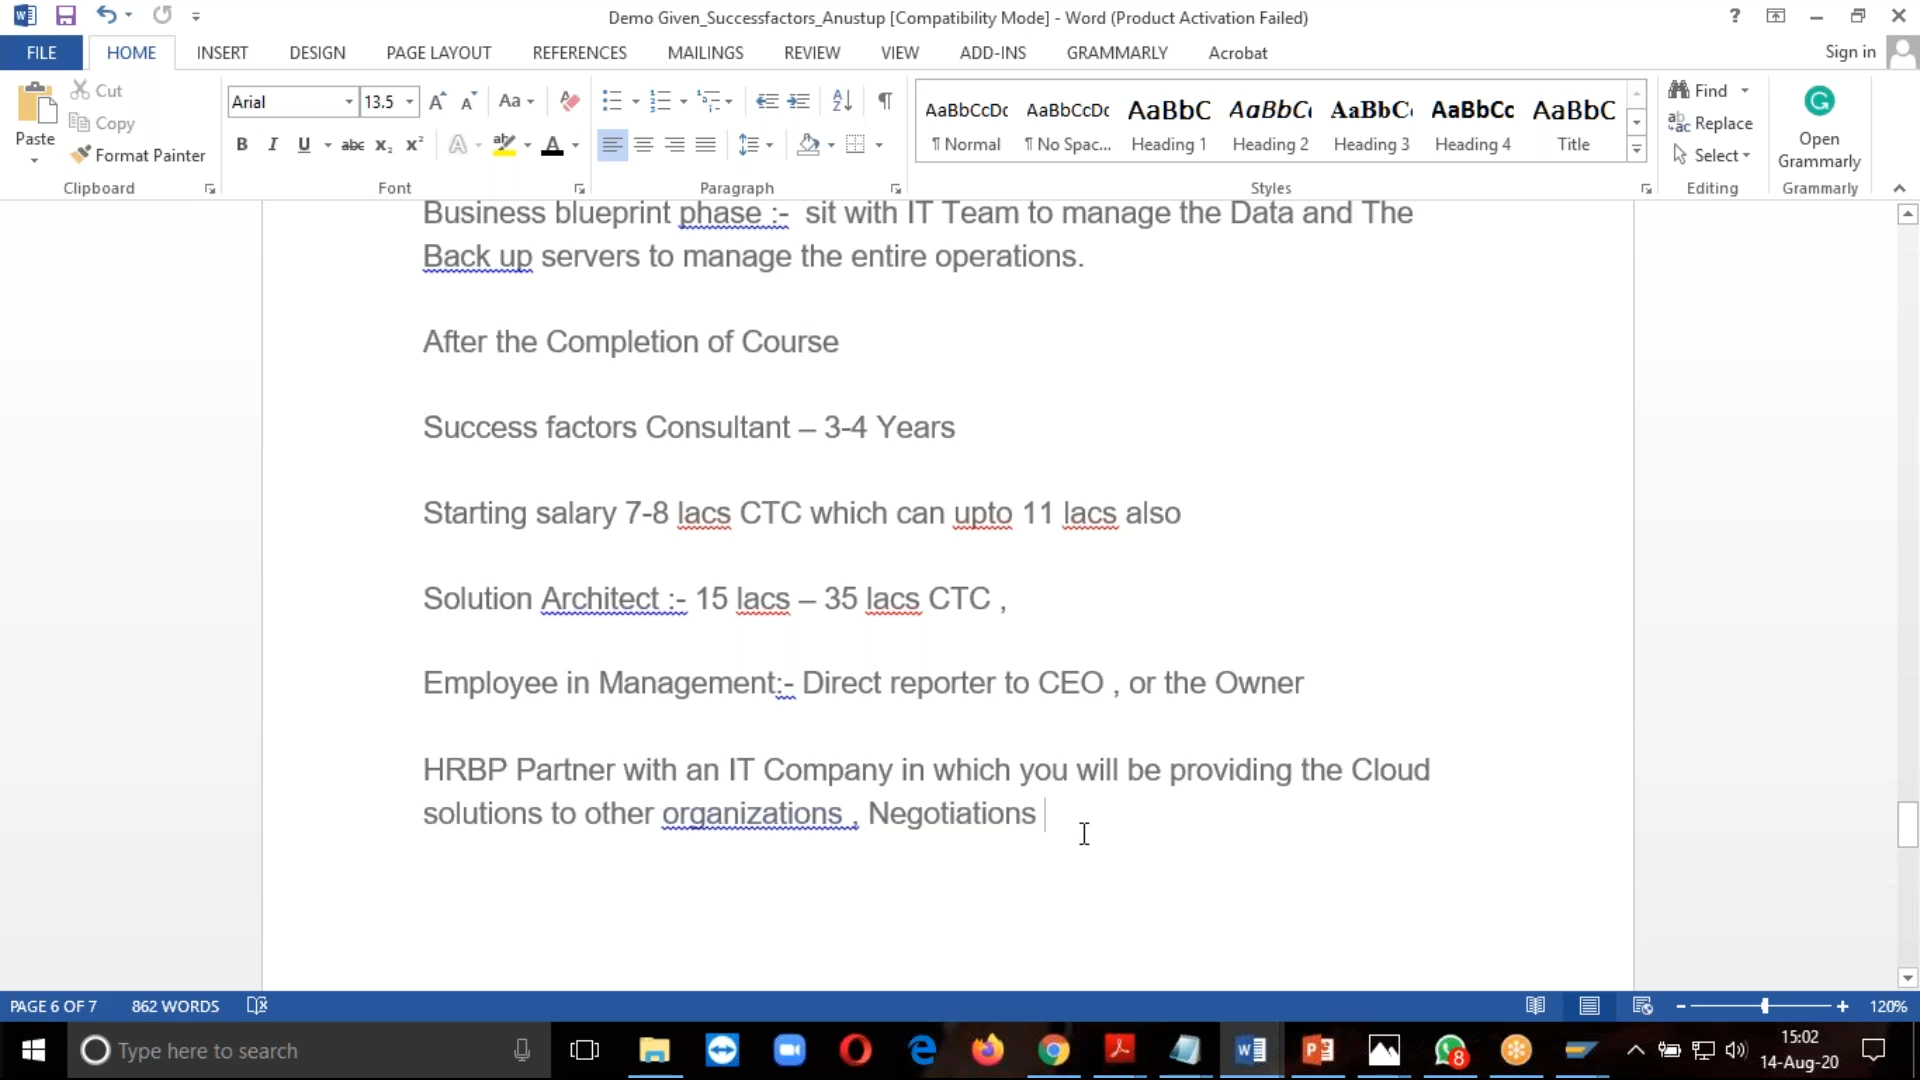 Demo Given_Successfactors_Anustup [Compatibility Mode] - Word (Product Activation Failed)
FILE HOME INSERT DESIGN PAGE LAYOUT REFERENCES MAILINGS REVIEW VIEW ADD-INS GRAMMARLY Acrobat Sign in
Paste
Cut
Copy
Format Painter
Clipboard
Arial 13.5
Font
Paragraph
AaBbCcDc AaBbCcDc AaBbC AaBbC AaBbC AaBbCc AaBbC
¶ Normal ¶ No Spac... Heading 1 Heading 2 Heading 3 Heading 4 Title
Styles
Find
Replace
Select
Editing
Open
Grammarly
Grammarly
Business blueprint phase :- sit with IT Team to manage the Data and The
Back up servers to manage the entire operations.
After the Completion of Course
Success factors Consultant – 3-4 Years
Starting salary 7-8 lacs CTC which can upto 11 lacs also
Solution Architect :- 15 lacs – 35 lacs CTC ,
Employee in Management:- Direct reporter to CEO , or the Owner
HRBP Partner with an IT Company in which you will be providing the Cloud
solutions to other organizations , Negotiations
PAGE 6 OF 7 862 WORDS 120%
Type here to search
8
15:02
14-Aug-20